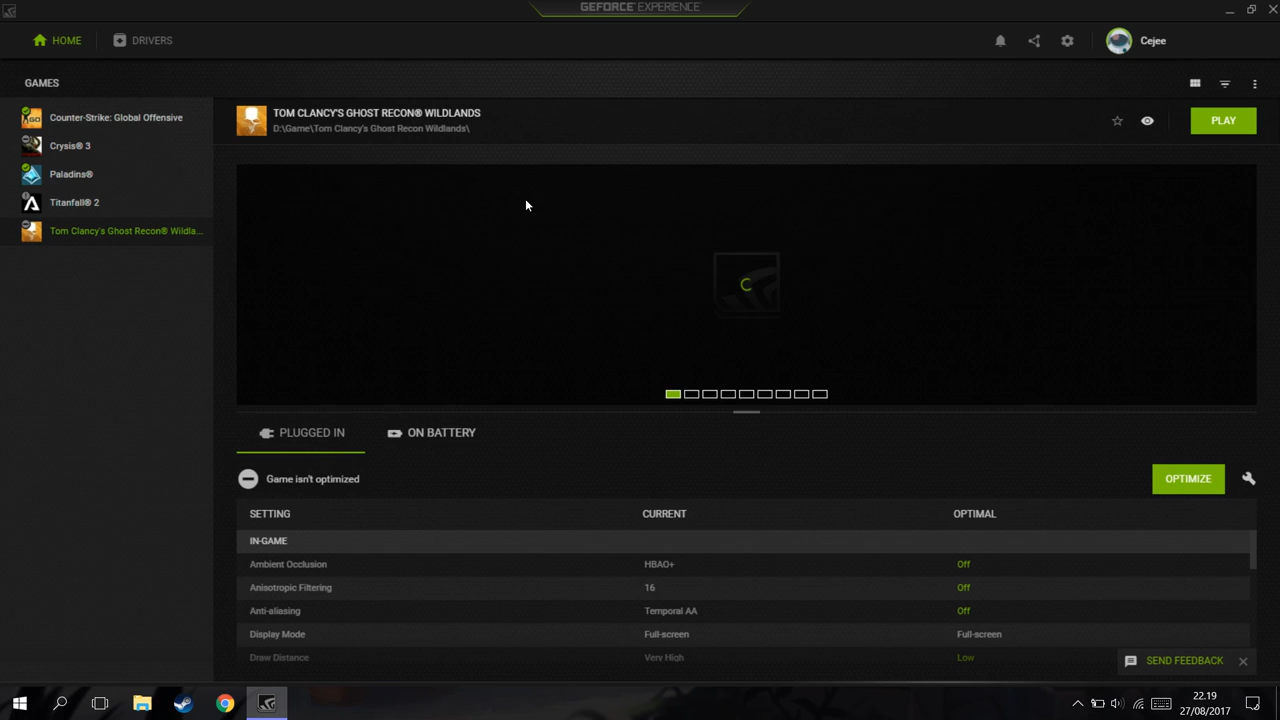 GEFORCE EXPERIENCE
HOME
DRIVERS
Cejee
GAMES
Counter-Strike: Global Offensive
Crysis® 3
Paladins®
Titanfall® 2
Tom Clancy's Ghost Recon® Wildla...
TOM CLANCY'S GHOST RECON® WILDLANDS
D:\Game\Tom Clancy's Ghost Recon Wildlands\
PLAY
PLUGGED IN
ON BATTERY
Game isn't optimized
OPTIMIZE
SETTING CURRENT OPTIMAL
IN-GAME
Ambient Occlusion HBAO+ Off
Anisotropic Filtering 16 Off
Anti-aliasing Temporal AA Off
Display Mode Full-screen Full-screen
Draw Distance Very High Low
SEND FEEDBACK
22.19
27/08/2017